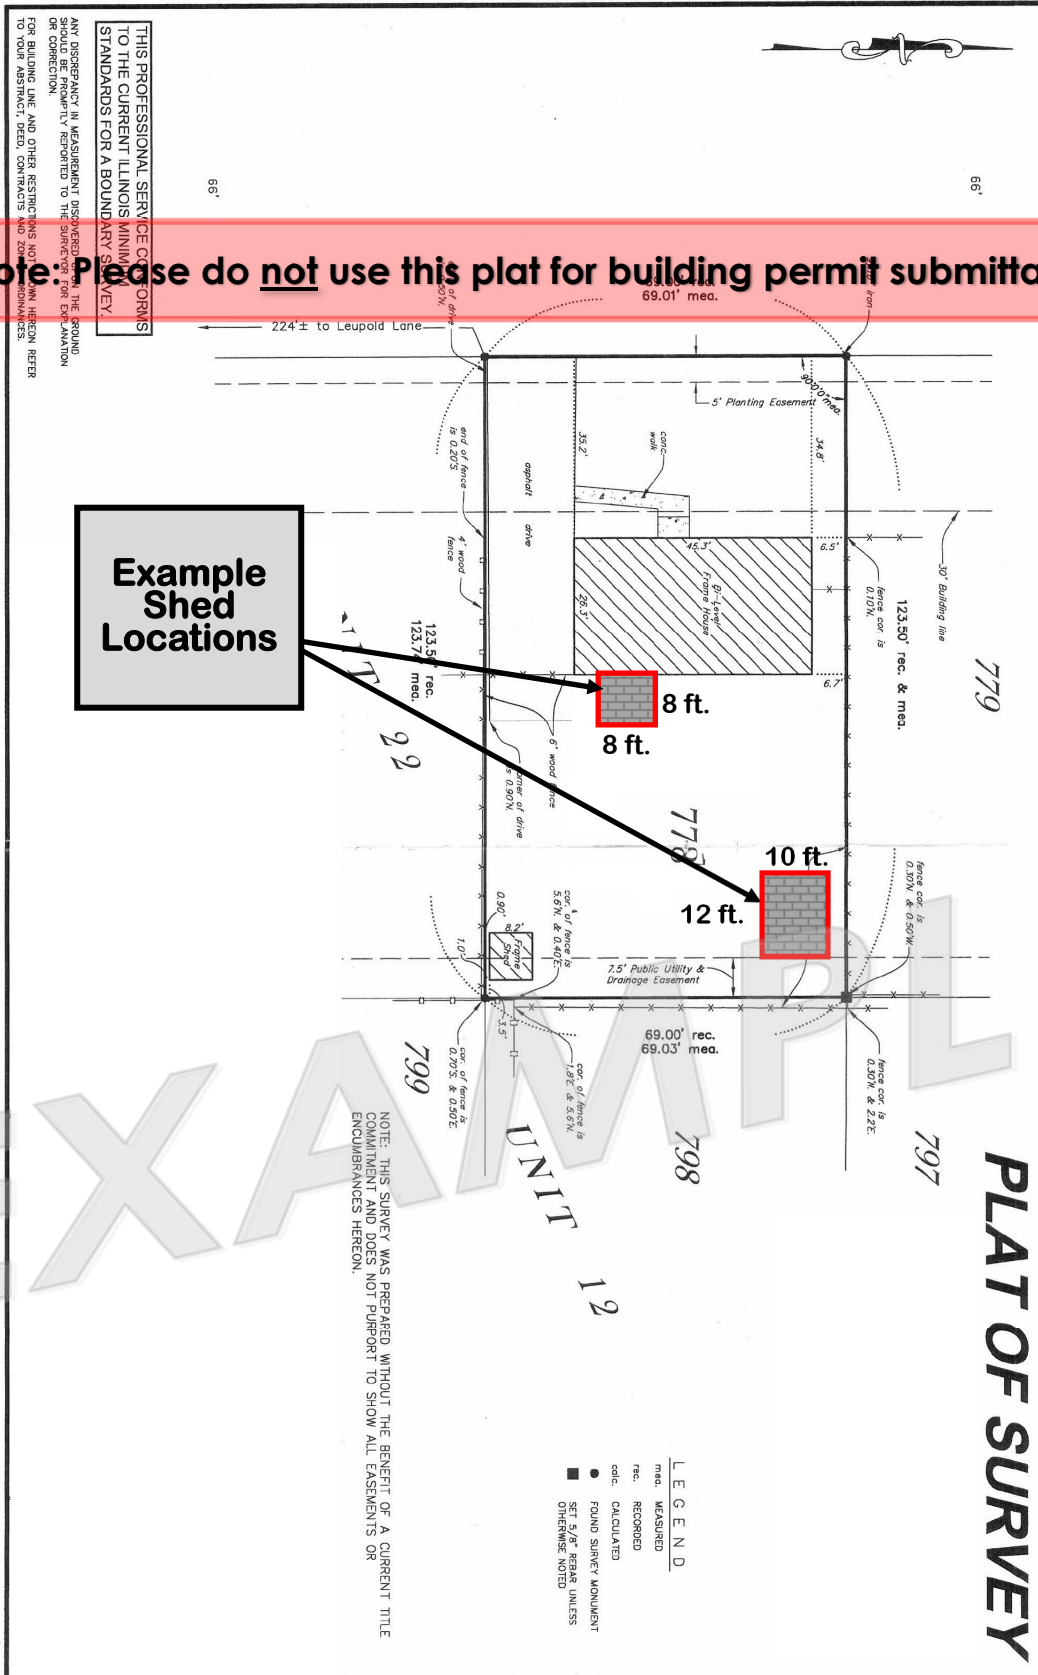 THIS PROFESSIONAL SERVICE CONFORMS
TO THE CURRENT ILLINOIS MINIMUM
STANDARDS FOR A BOUNDARY SURVEY.
ANY DISCREPANCY IN MEASUREMENT DISCOVERED UPON THE GROUND
SHOULD BE PROMPTLY REPORTED TO THE SURVEYOR FOR EXPLANATION
OR CORRECTION.
FOR BUILDING LINE AND OTHER RESTRICTIONS NOT SHOWN HEREON REFER
TO YOUR ABSTRACT, DEED, CONTRACTS AND ZONING ORDINANCES.
66'
66'
ote: Please do not use this plat for building permit submitta
69.00' rec.
69.01' mea.
of drive
iron
224'± to Leupold Lane
90°0'0" mea.
5' Planting Easement
35.2'
34.8'
conc.
walk
end of fence
is 0.20'S.
asphalt drive
4' wood
fence
45.3'
6.5'
30' Building line
Bi-Level
Frame House
26.3'
fence cor. is
0.10'N.
123.50' rec. & mea.
779
Example
Shed
Locations
123.50' rec.
123.74' mea.
6.7'
8 ft.
8 ft.
22
6' wood fence
corner of drive
is 0.90'N.
778
10 ft.
12 ft.
fence cor. is
0.30'N. & 0.50'W.
cor. of fence is
5.6'N. & 0.40'E.
0.90'
8.2'
Frame
Shed
1.0'
3.5'
7.5' Public Utility &
Drainage Easement
69.00' rec.
69.03' mea.
799
cor. of fence is
0.70'S. & 0.50'E.
cor. of fence is
1.8'E. & 5.6'N.
fence cor. is
0.30'N. & 2.2'E.
798
797
UNIT 12
EXAMPL
NOTE: THIS SURVEY WAS PREPARED WITHOUT THE BENEFIT OF A CURRENT TITLE
COMMITMENT AND DOES NOT PURPORT TO SHOW ALL EASEMENTS OR
ENCUMBRANCES HEREON.
PLAT OF SURVEY
LEGEND
mea. MEASURED
rec. RECORDED
calc. CALCULATED
FOUND SURVEY MONUMENT
SET 5/8" REBAR UNLESS
OTHERWISE NOTED